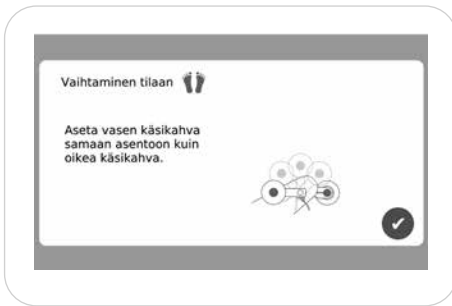 Vaihtaminen tilaan
Aseta vasen käsikahva
samaan asentoon kuin
oikea käsikahva.